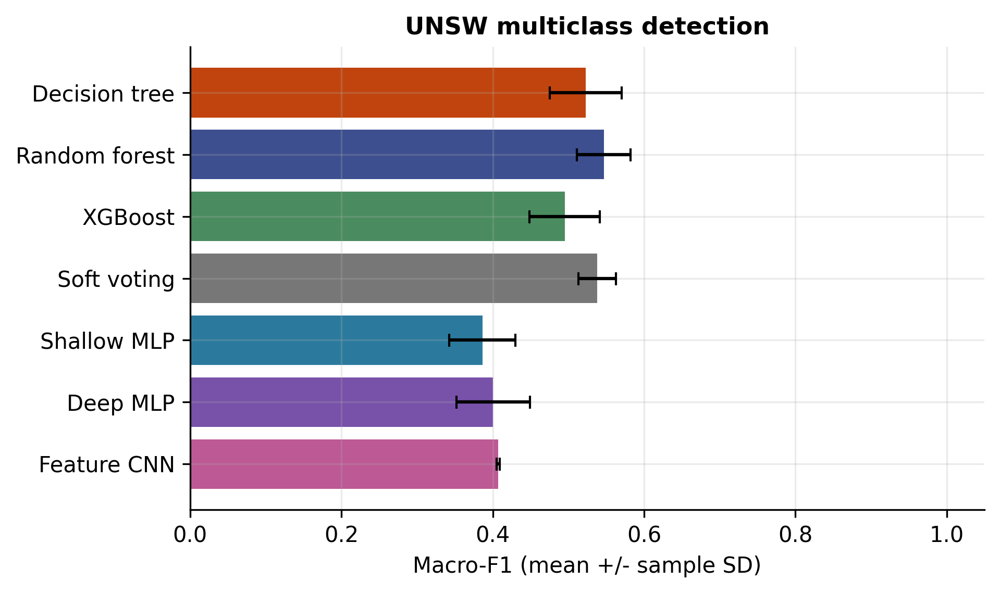 UNSW multiclass detection
Decision tree
Random forest
XGBoost
Soft voting
Shallow MLP
Deep MLP
Feature CNN
0.0 0.2 0.4 0.6 0.8 1.0
Macro-F1 (mean +/- sample SD)